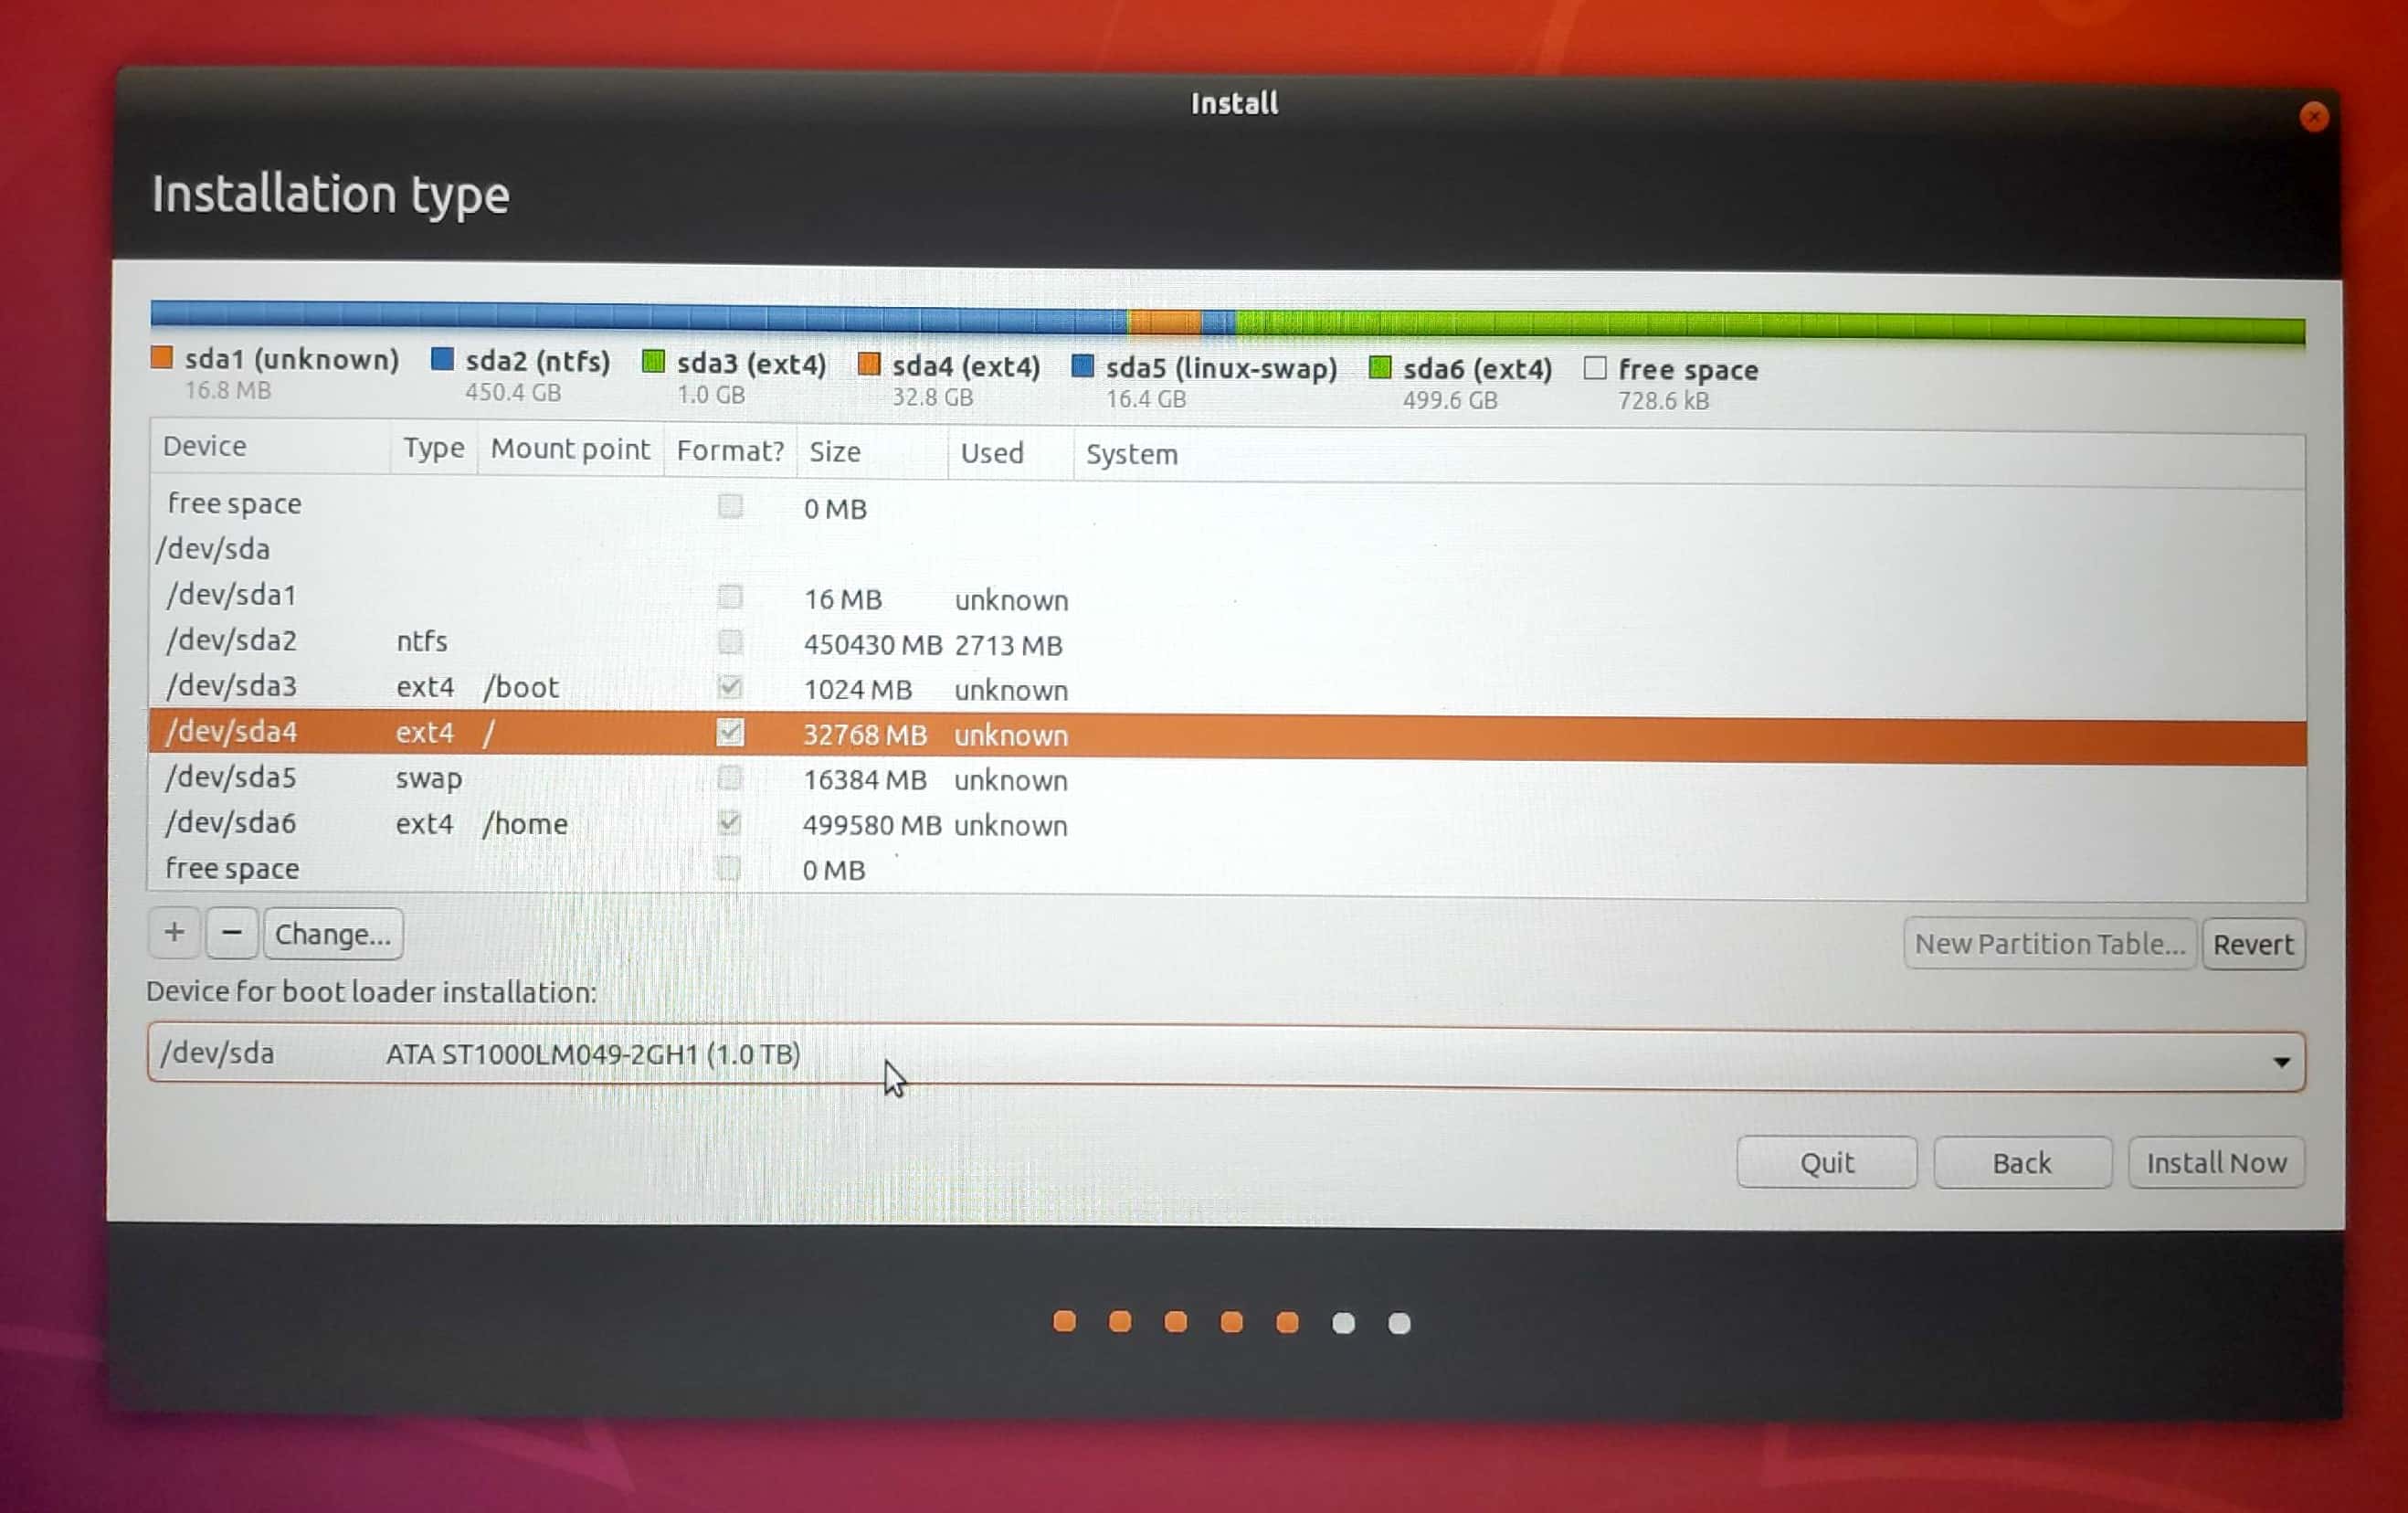 Install
Installation type
sda1 (unknown) sda2 (ntfs) sda3 (ext4) sda4 (ext4) sda5 (linux-swap) sda6 (ext4) free space
16.8 MB 450.4 GB 1.0 GB 32.8 GB 16.4 GB 499.6 GB 728.6 kB
Device Type Mount point Format? Size Used System
free space 0 MB
/dev/sda
/dev/sda1 16 MB unknown
/dev/sda2 ntfs 450430 MB 2713 MB
/dev/sda3 ext4 /boot 1024 MB unknown
/dev/sda4 ext4 / 32768 MB unknown
/dev/sda5 swap 16384 MB unknown
/dev/sda6 ext4 /home 499580 MB unknown
free space 0 MB
+ − Change... New Partition Table... Revert
Device for boot loader installation:
/dev/sda ATA ST1000LM049-2GH1 (1.0 TB)
Quit Back Install Now